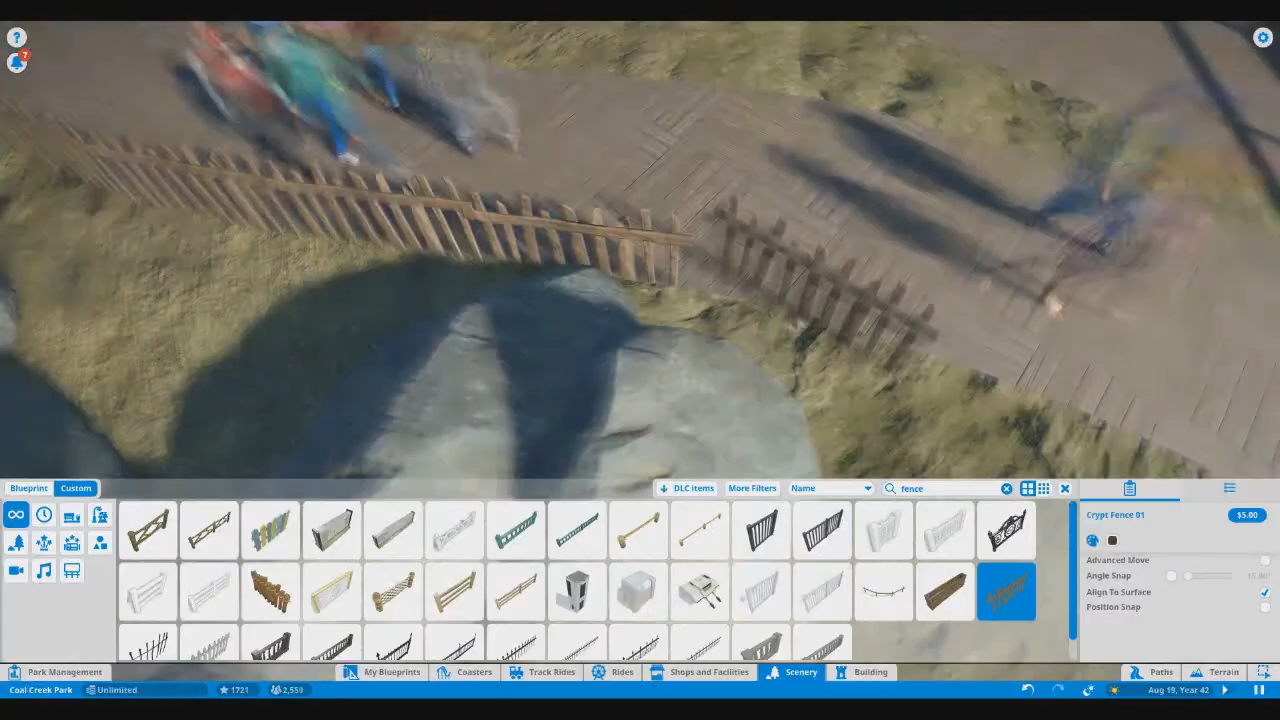 ?
7
Blueprint
Custom
DLC items
More Filters
Name
fence
Crypt Fence 01
$5.00
Advanced Move
Angle Snap
Align To Surface
Position Snap
Park Management
My Blueprints
Coasters
Track Rides
Rides
Shops and Facilities
Scenery
Building
Paths
Terrain
Coal Creek Park
Unlimited
1721
2,559
Aug 19, Year 42